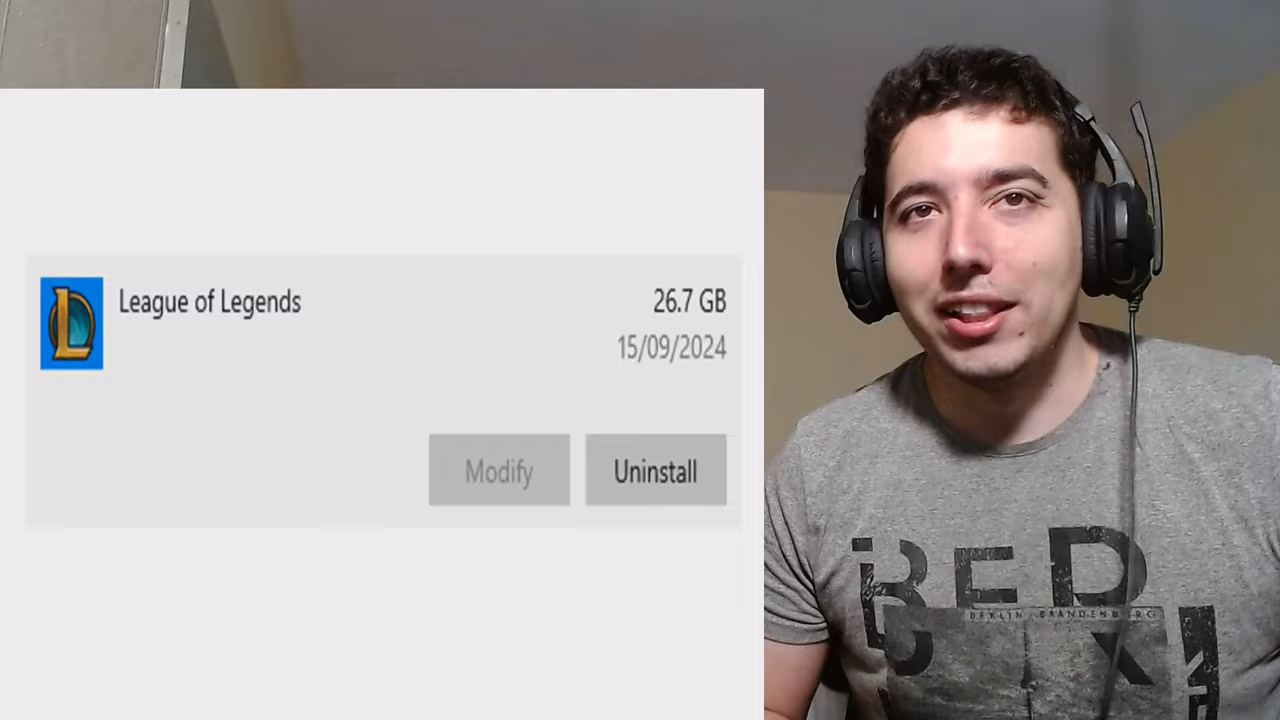 League of Legends
26.7 GB
15/09/2024
Modify
Uninstall
BERLIN BRANDENBURG